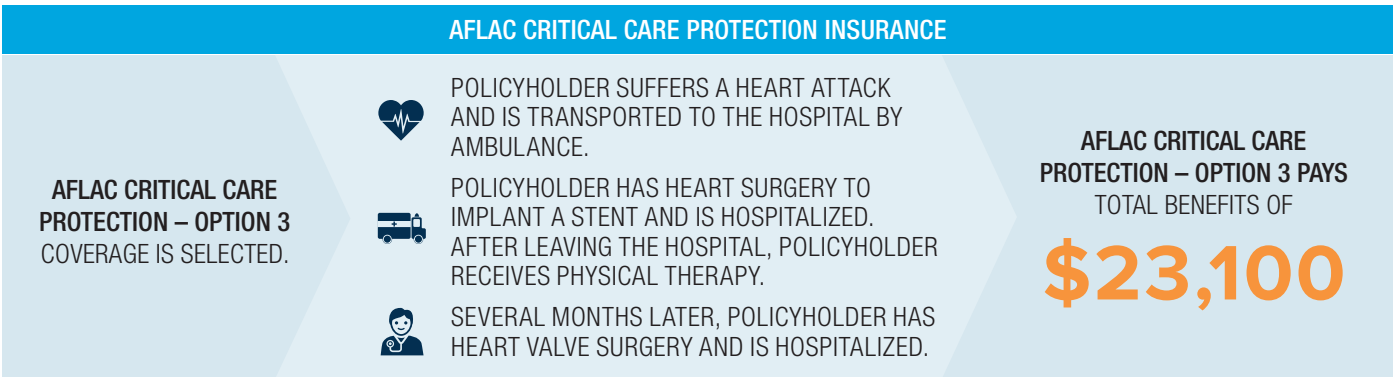 AFLAC CRITICAL CARE PROTECTION INSURANCE
AFLAC CRITICAL CARE
PROTECTION – OPTION 3
COVERAGE IS SELECTED.
POLICYHOLDER SUFFERS A HEART ATTACK
AND IS TRANSPORTED TO THE HOSPITAL BY
AMBULANCE.
POLICYHOLDER HAS HEART SURGERY TO
IMPLANT A STENT AND IS HOSPITALIZED.
AFTER LEAVING THE HOSPITAL, POLICYHOLDER
RECEIVES PHYSICAL THERAPY.
SEVERAL MONTHS LATER, POLICYHOLDER HAS
HEART VALVE SURGERY AND IS HOSPITALIZED.
AFLAC CRITICAL CARE
PROTECTION – OPTION 3 PAYS
TOTAL BENEFITS OF
$23,100